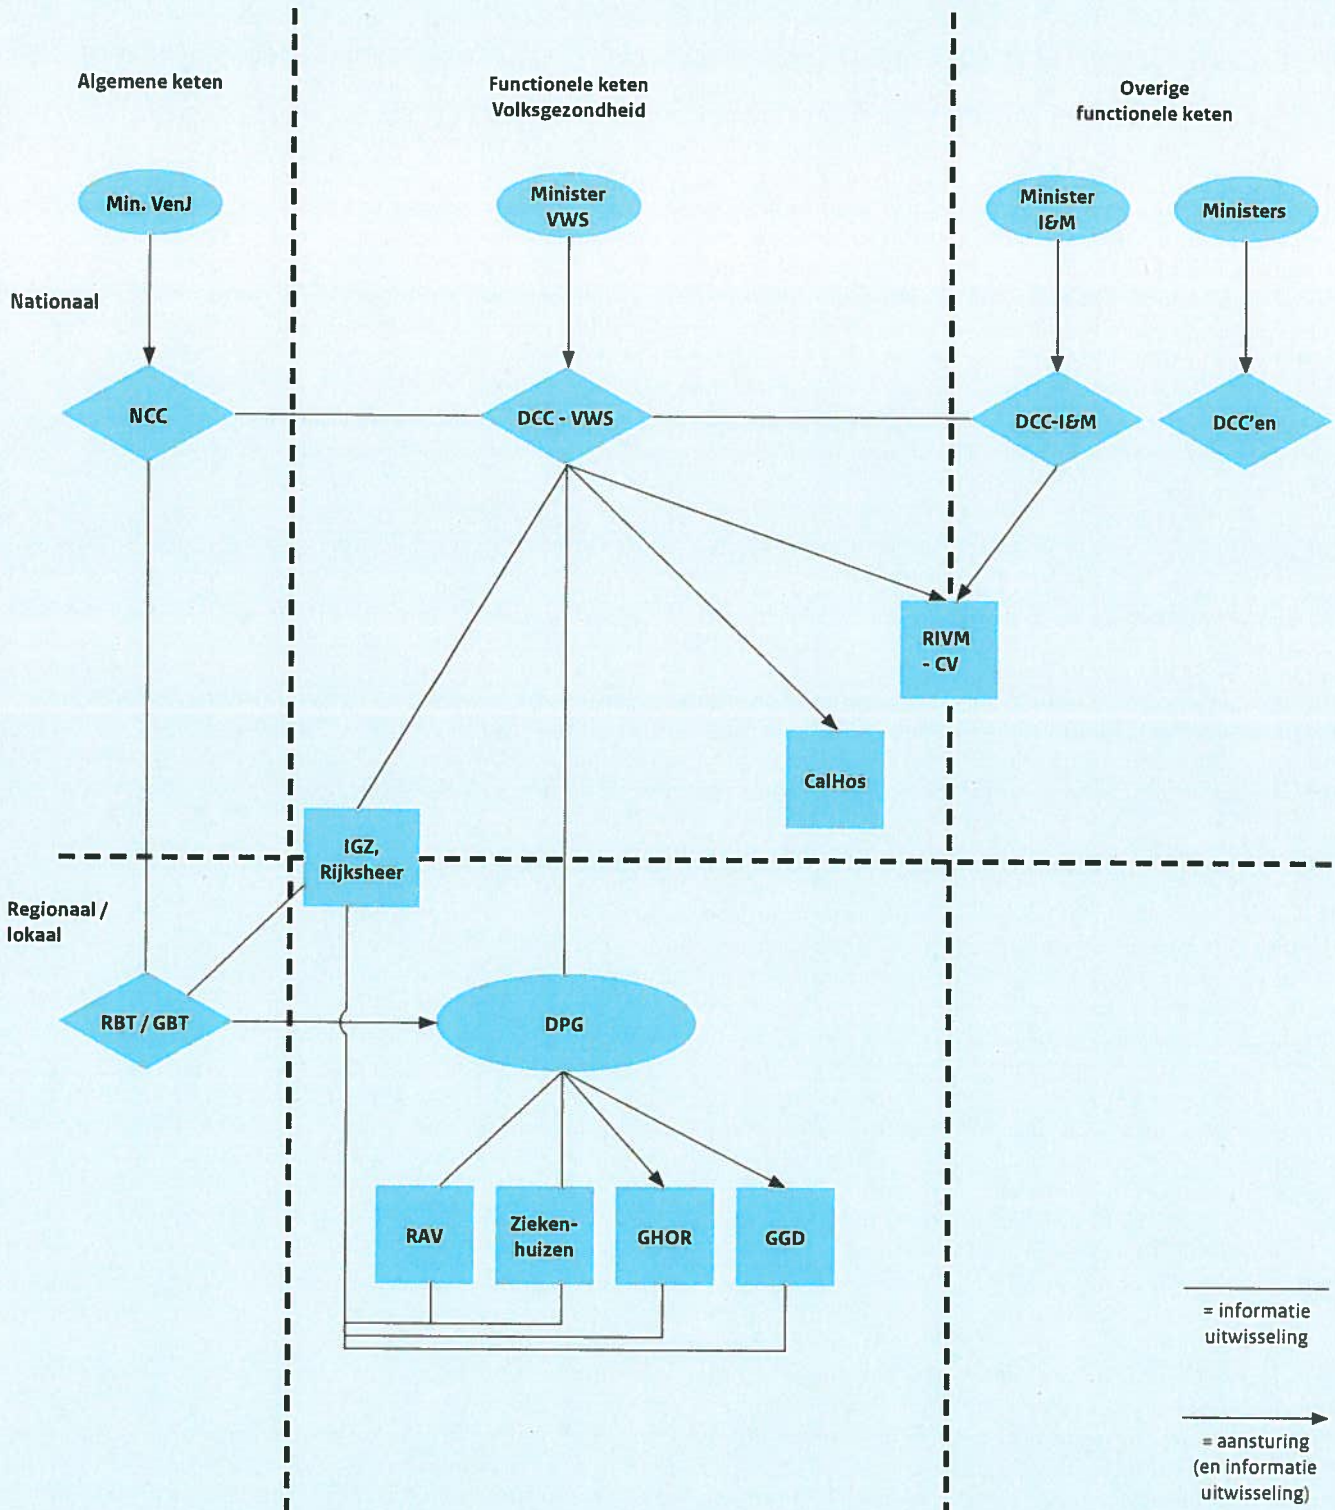 Algemene keten
Functionele keten
Volksgezondheid
Overige
functionele keten
Min. VenJ
Minister
VWS
Minister
I&M
Ministers
Nationaal
NCC
DCC - VWS
DCC-I&M
DCC'en
RIVM
- CV
CalHos
IGZ,
Rijksheer
Regionaal /
lokaal
RBT / GBT
DPG
RAV
Zieken-
huizen
GHOR
GGD
= informatie
uitwisseling
= aansturing
(en informatie
uitwisseling)